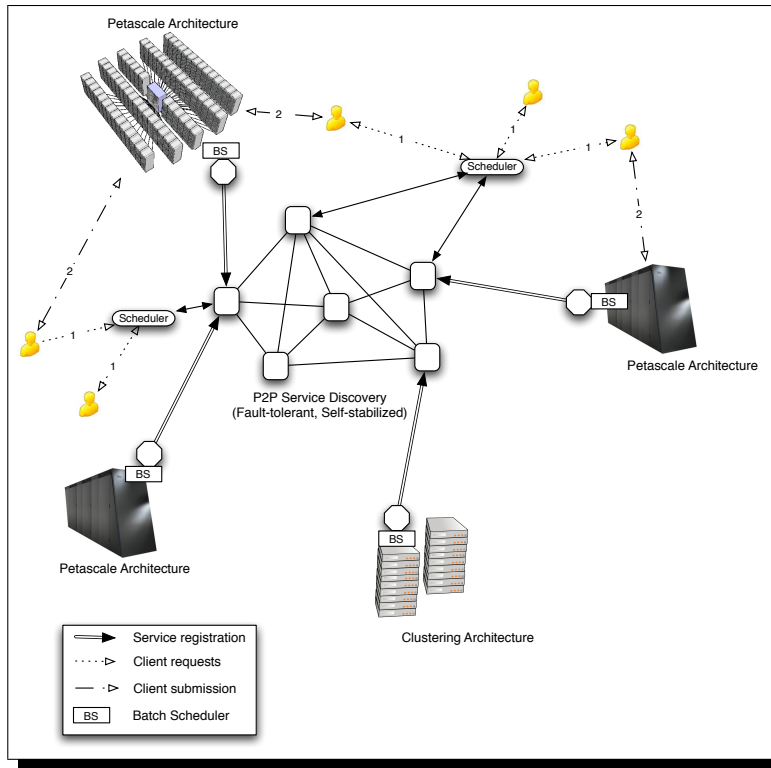 Petascale Architecture
2
1
1
1
BS
Scheduler
2
2
Scheduler
1
1
BS
Petascale Architecture
P2P Service Discovery
(Fault-tolerant, Self-stabilized)
BS
Petascale Architecture
BS
Clustering Architecture
Service registration
Client requests
Client submission
BS Batch Scheduler